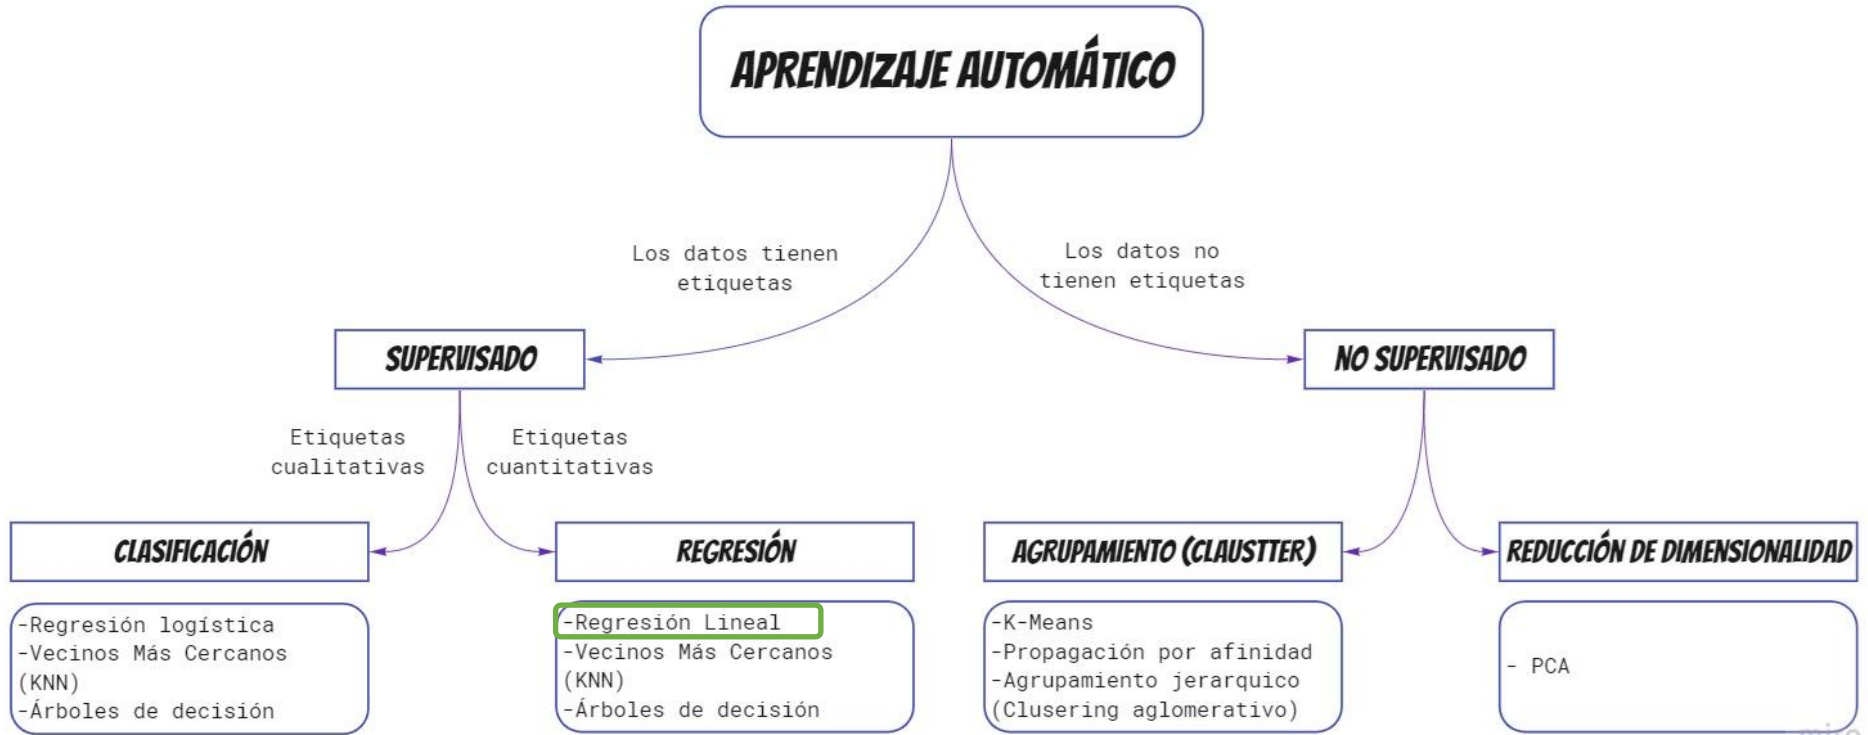 APRENDIZAJE AUTOMÁTICO
Los datos tienen
etiquetas
Los datos no
tienen etiquetas
SUPERVISADO
NO SUPERVISADO
Etiquetas
cualitativas
Etiquetas
cuantitativas
CLASIFICACIÓN
REGRESIÓN
AGRUPAMIENTO (CLAUSTTER)
REDUCCIÓN DE DIMENSIONALIDAD
-Regresión logística
-Vecinos Más Cercanos
(KNN)
-Árboles de decisión
-Regresión Lineal
-Vecinos Más Cercanos
(KNN)
-Árboles de decisión
-K-Means
-Propagación por afinidad
-Agrupamiento jerarquico
(Clusering aglomerativo)
- PCA
miro